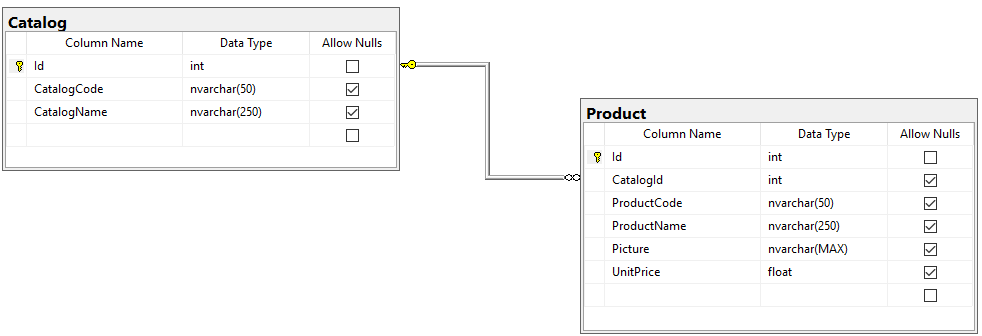 Catalog
Column Name Data Type Allow Nulls
Id int
CatalogCode nvarchar(50)
CatalogName nvarchar(250)
Product
Column Name Data Type Allow Nulls
Id int
CatalogId int
ProductCode nvarchar(50)
ProductName nvarchar(250)
Picture nvarchar(MAX)
UnitPrice float